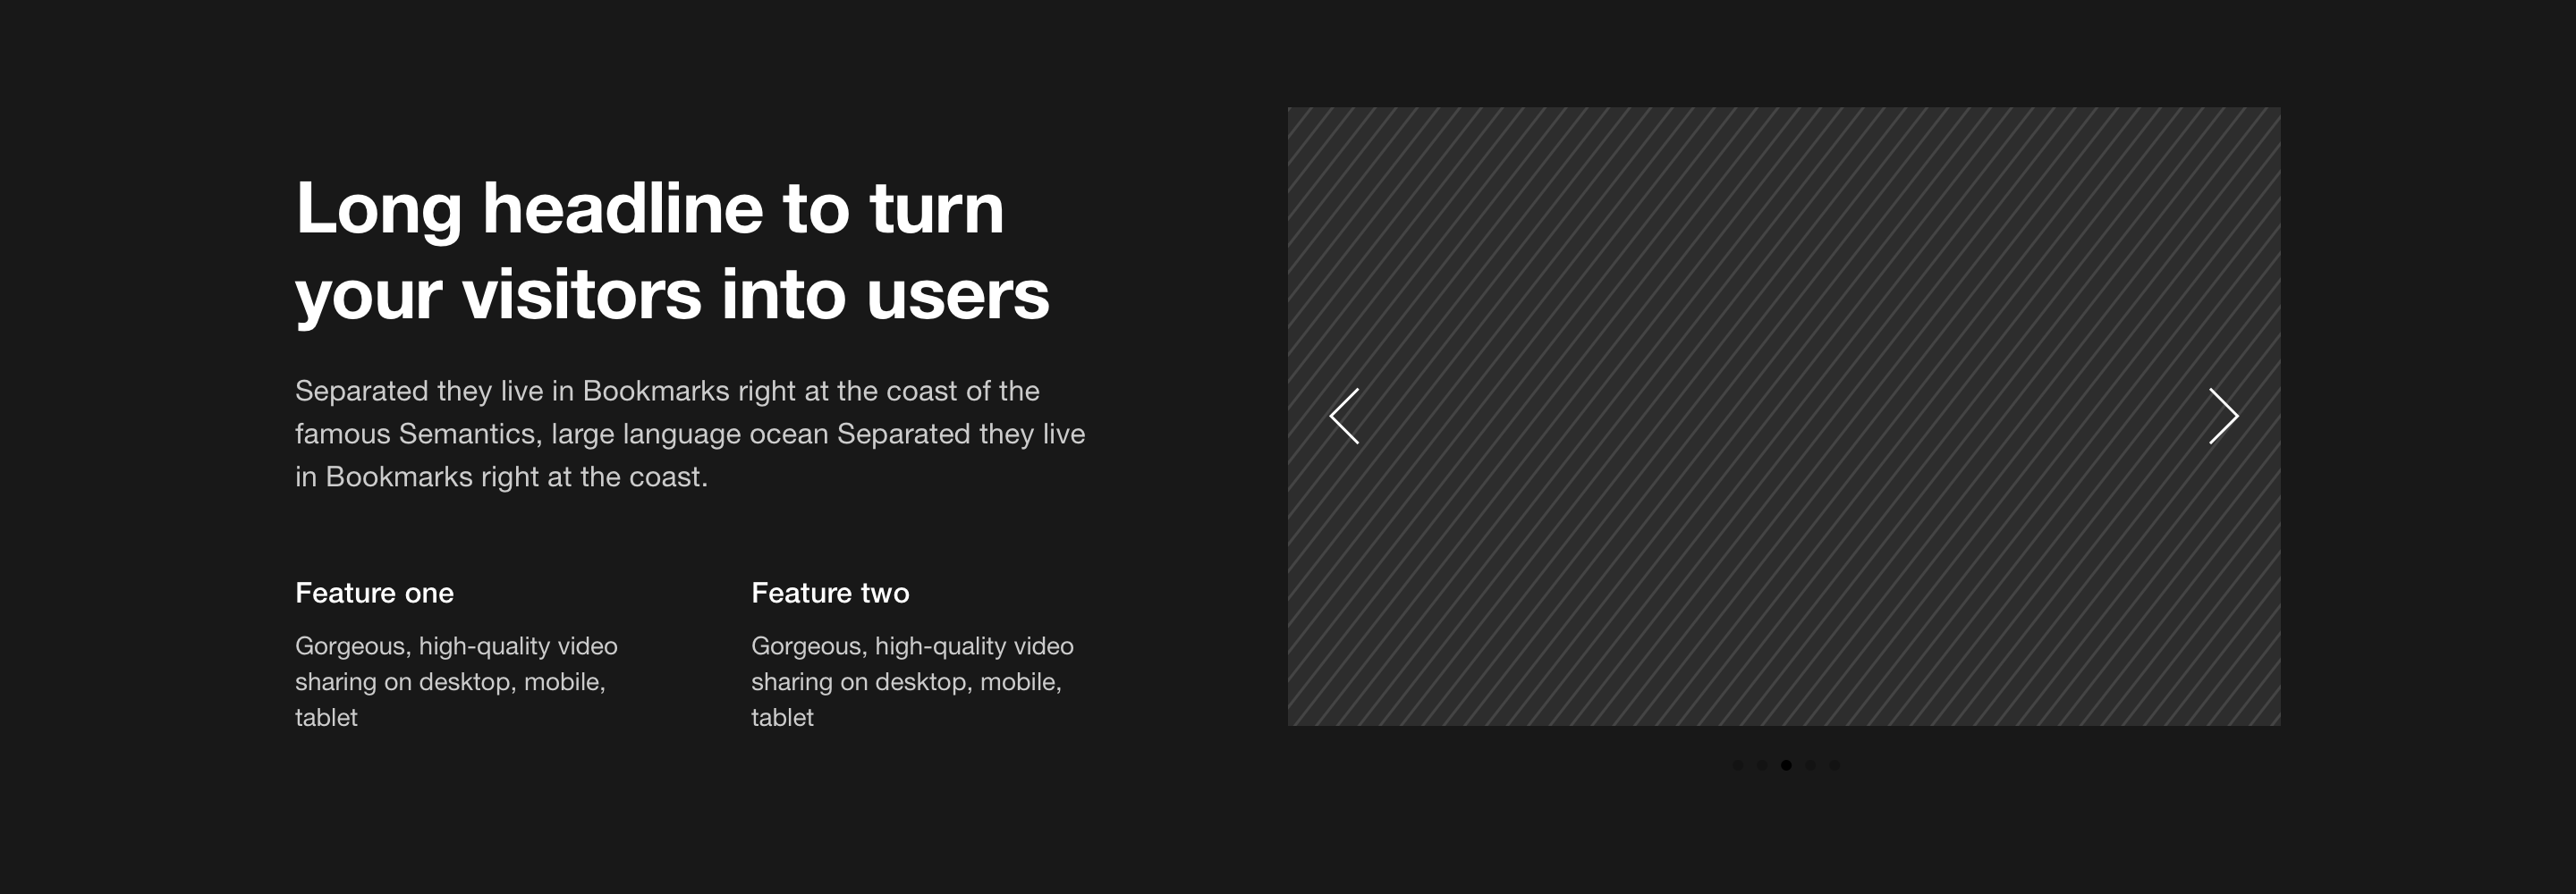 Long headline to turn
your visitors into users
Separated they live in Bookmarks right at the coast of the
famous Semantics, large language ocean Separated they live
in Bookmarks right at the coast.
Feature one
Gorgeous, high-quality video
sharing on desktop, mobile,
tablet
Feature two
Gorgeous, high-quality video
sharing on desktop, mobile,
tablet